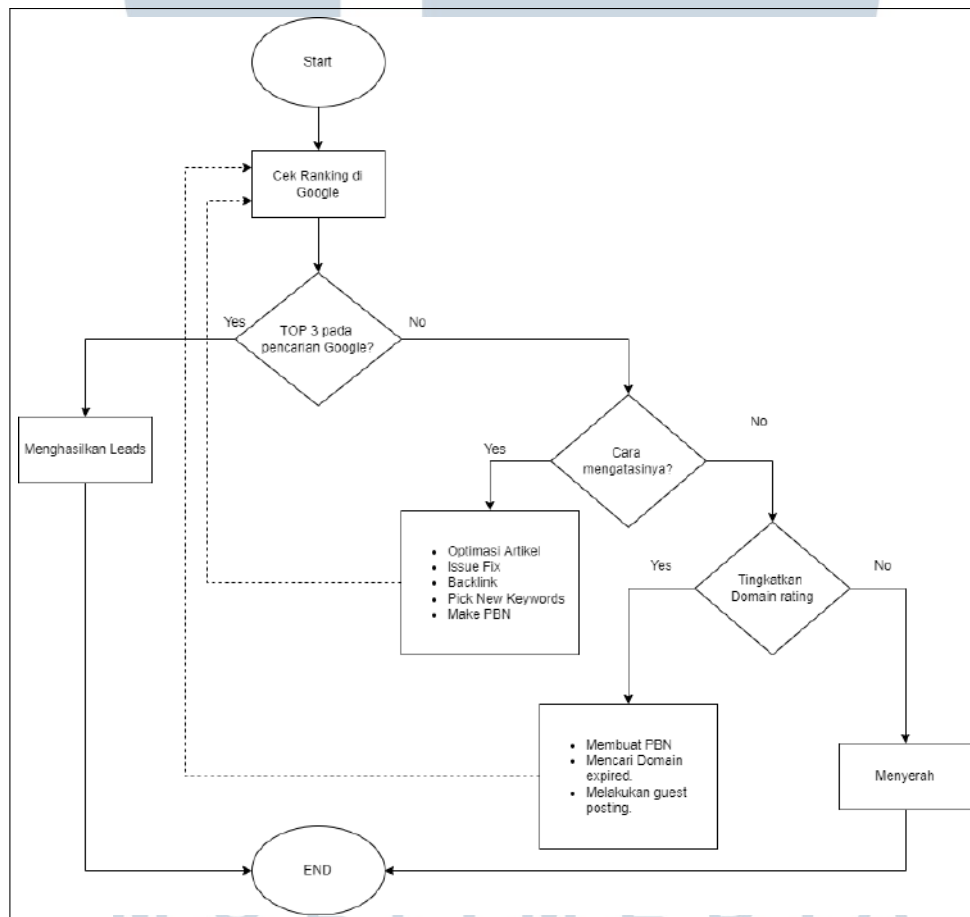 Start
Cek Ranking di
Google
Yes
TOP 3 pada
pencarian Google?
No
Menghasilkan Leads
Yes
Cara
mengatasinya?
No
• Optimasi Artikel
• Issue Fix
• Backlink
• Pick New Keywords
• Make PBN
Yes
Tingkatkan
Domain rating
No
• Membuat PBN
• Mencari Domain
expired.
• Melakukan guest
posting.
Menyerah
END